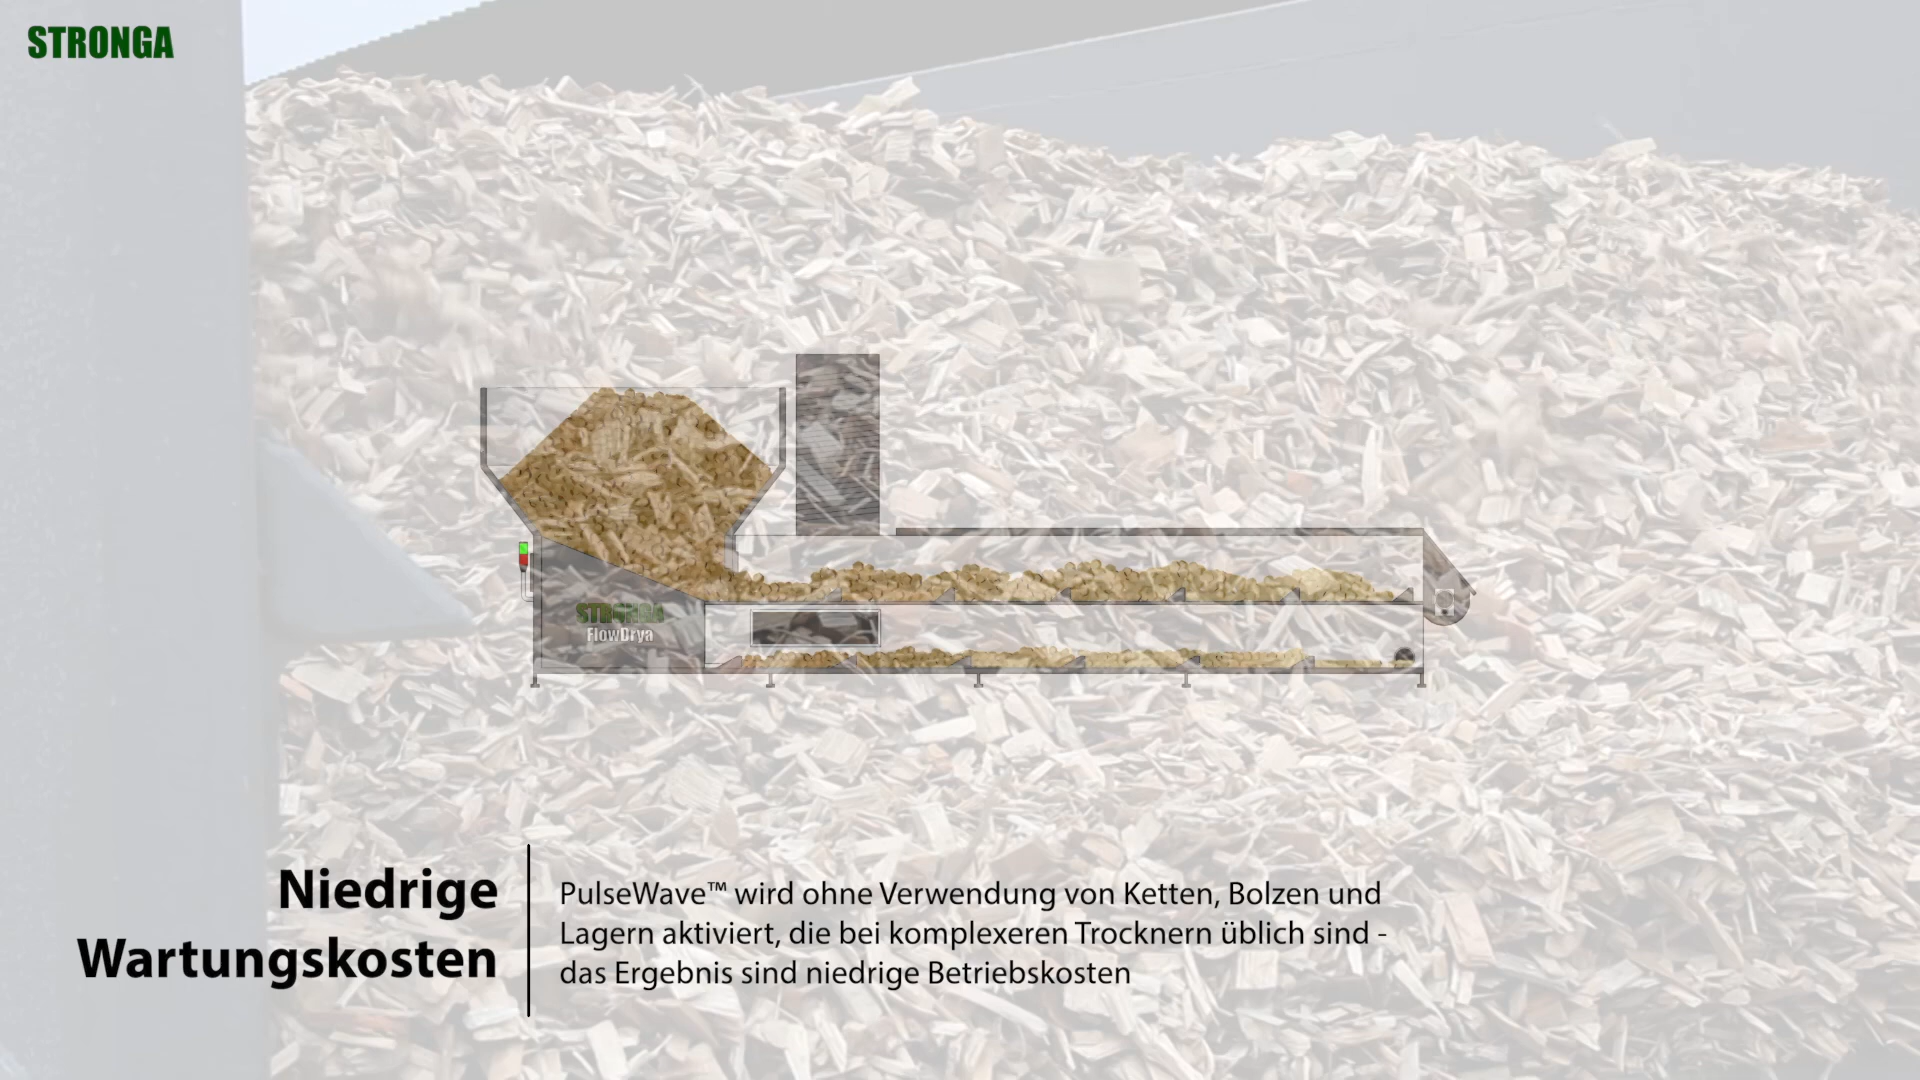 STRONGA
STRONGA
FlowDrya
Niedrige
Wartungskosten
PulseWave™ wird ohne Verwendung von Ketten, Bolzen und
Lagern aktiviert, die bei komplexeren Trocknern üblich sind -
das Ergebnis sind niedrige Betriebskosten